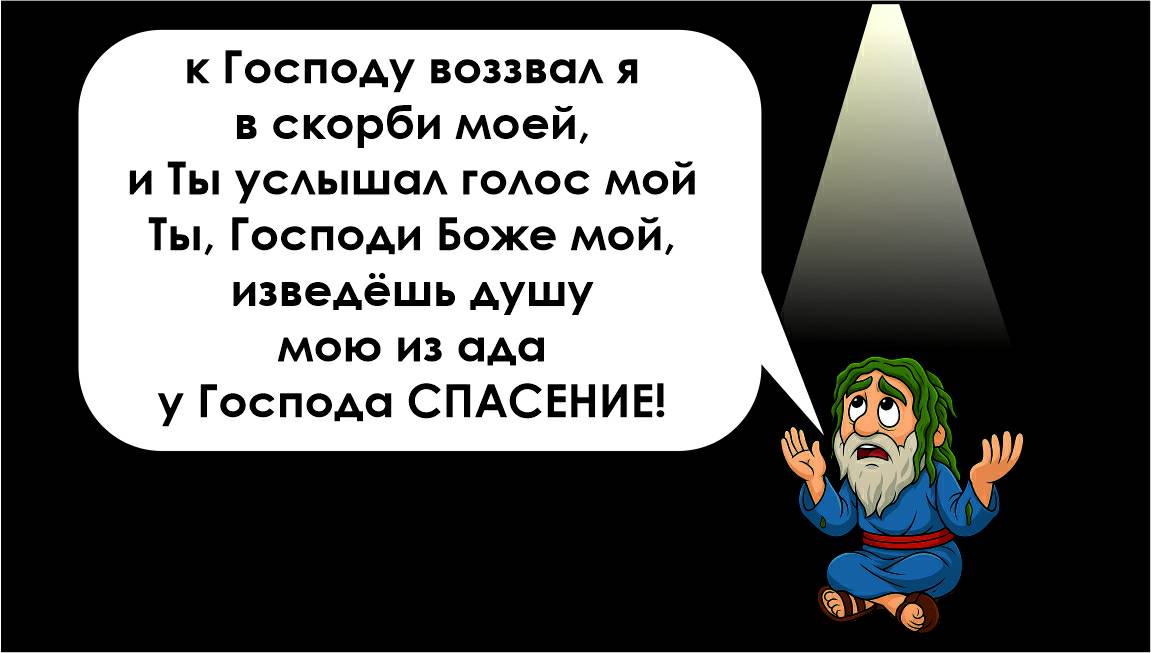 к Господу воззвал я
в скорби моей,
и Ты услышал голос мой
Ты, Господи Боже мой,
изведёшь душу
мою из ада
у Господа СПАСЕНИЕ!